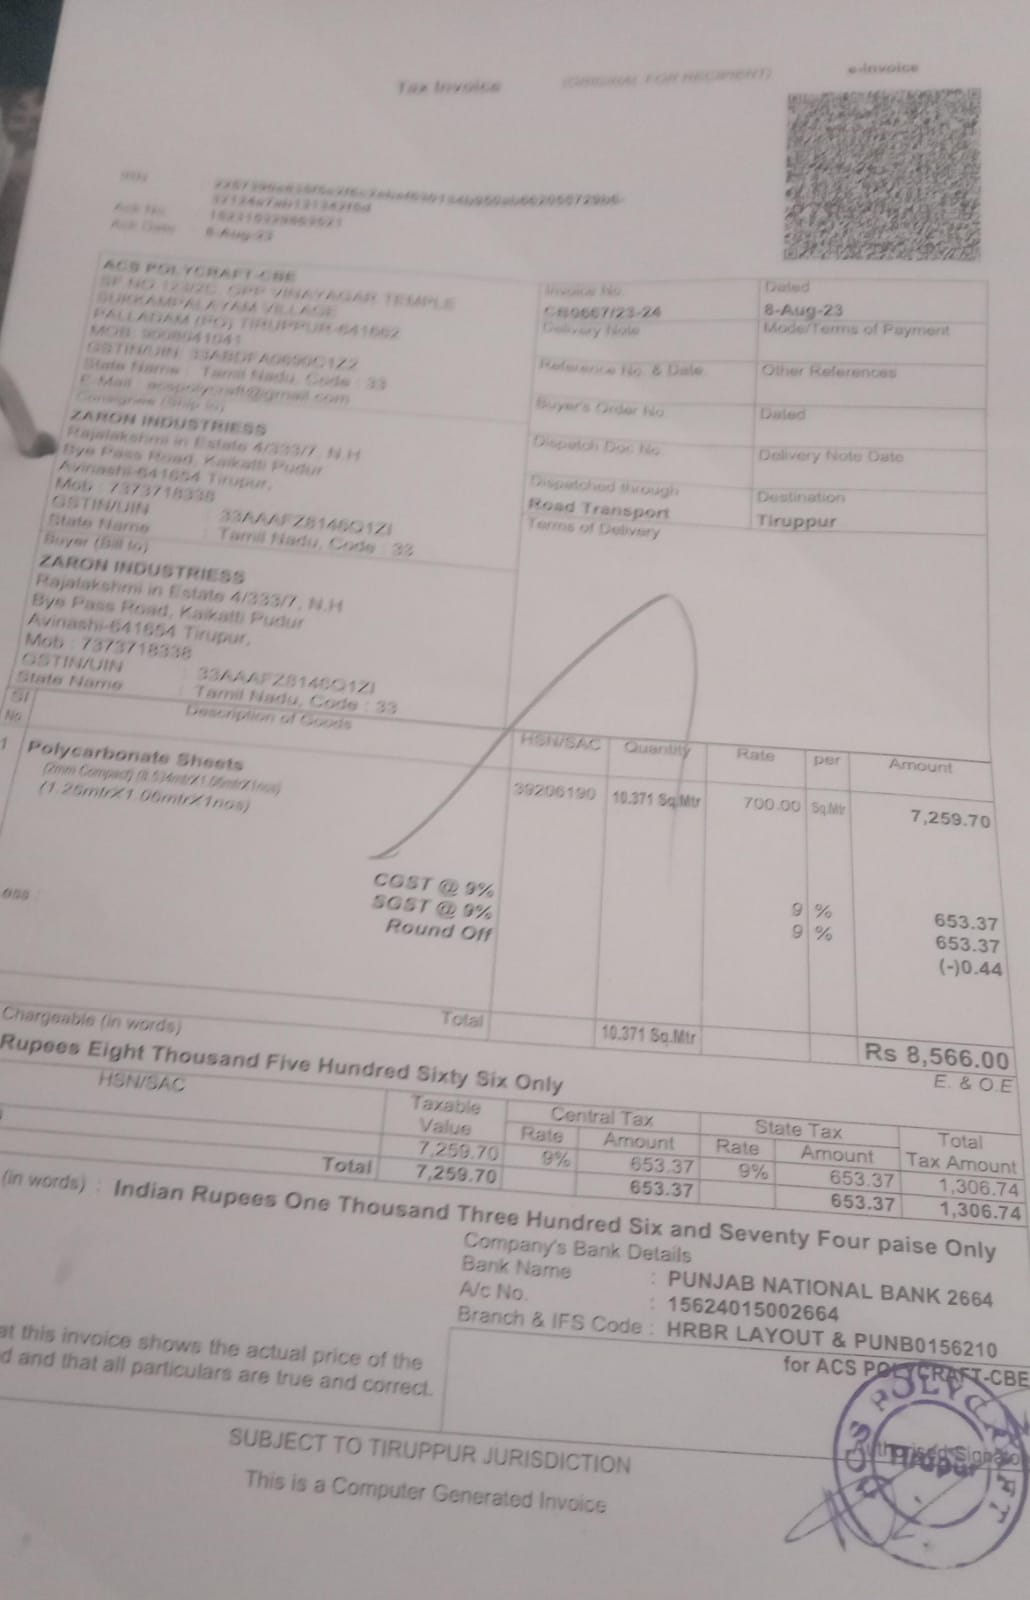 Tax Invoice
(ORIGINAL FOR RECIPIENT)
e-Invoice
IRN
Ack No.
Ack Date
8-Aug-23
ACS POLYCRAFT-CBE
SF NO 123/2C, GPP VINAYAGAR TEMPLE
SUKKAMPALAYAM VILLAGE
PALLADAM (PO) TIRUPPUR-641662
State Name : Tamil Nadu, Code : 33
E-Mail : acspolycraft@gmail.com
Consignee (Ship to)
ZARON INDUSTRIESS
Rajalakshmi in Estate 4/333/7, N.H
Bye Pass Road, Kaikatti Pudur
Avinashi-641654 Tirupur,
Mob : 7373718338
GSTIN/UIN : 33AAAFZ8146Q1ZI
State Name : Tamil Nadu, Code : 33
Buyer (Bill to)
ZARON INDUSTRIESS
Rajalakshmi in Estate 4/333/7, N.H
Bye Pass Road, Kaikatti Pudur
Avinashi-641654 Tirupur,
Mob : 7373718338
GSTIN/UIN : 33AAAFZ8146Q1ZI
State Name : Tamil Nadu, Code : 33
Invoice No. Dated
CB9667/23-24 8-Aug-23
Delivery Note Mode/Terms of Payment
Reference No. & Date. Other References
Buyer's Order No. Dated
Dispatch Doc No. Delivery Note Date
Dispatched through Destination
Road Transport Tiruppur
Terms of Delivery
Sl No. Description of Goods HSN/SAC Quantity Rate per Amount
1 Polycarbonate Sheets 39206190 10.371 Sq.Mtr 700.00 Sq.Mtr 7,259.70
(2mm Compact) (8.534mtrX1.06mtrX1nos)
(1.25mtrX1.06mtrX1nos)
CGST @ 9% 9 % 653.37
SGST @ 9% 9 % 653.37
Round Off (-)0.44
Total 10.371 Sq.Mtr Rs 8,566.00
Chargeable (in words) E. & O.E
Rupees Eight Thousand Five Hundred Sixty Six Only
HSN/SAC Taxable Value Central Tax State Tax Total Tax Amount
Rate Amount Rate Amount
7,259.70 9% 653.37 9% 653.37 1,306.74
Total 7,259.70 653.37 653.37 1,306.74
(in words) : Indian Rupees One Thousand Three Hundred Six and Seventy Four paise Only
Company's Bank Details
Bank Name : PUNJAB NATIONAL BANK 2664
A/c No. : 15624015002664
Branch & IFS Code : HRBR LAYOUT & PUNB0156210
at this invoice shows the actual price of the
d and that all particulars are true and correct.
for ACS POLYCRAFT-CBE
Authorised Signato
ACS POLYCRAFT
Tirupur
SUBJECT TO TIRUPPUR JURISDICTION
This is a Computer Generated Invoice